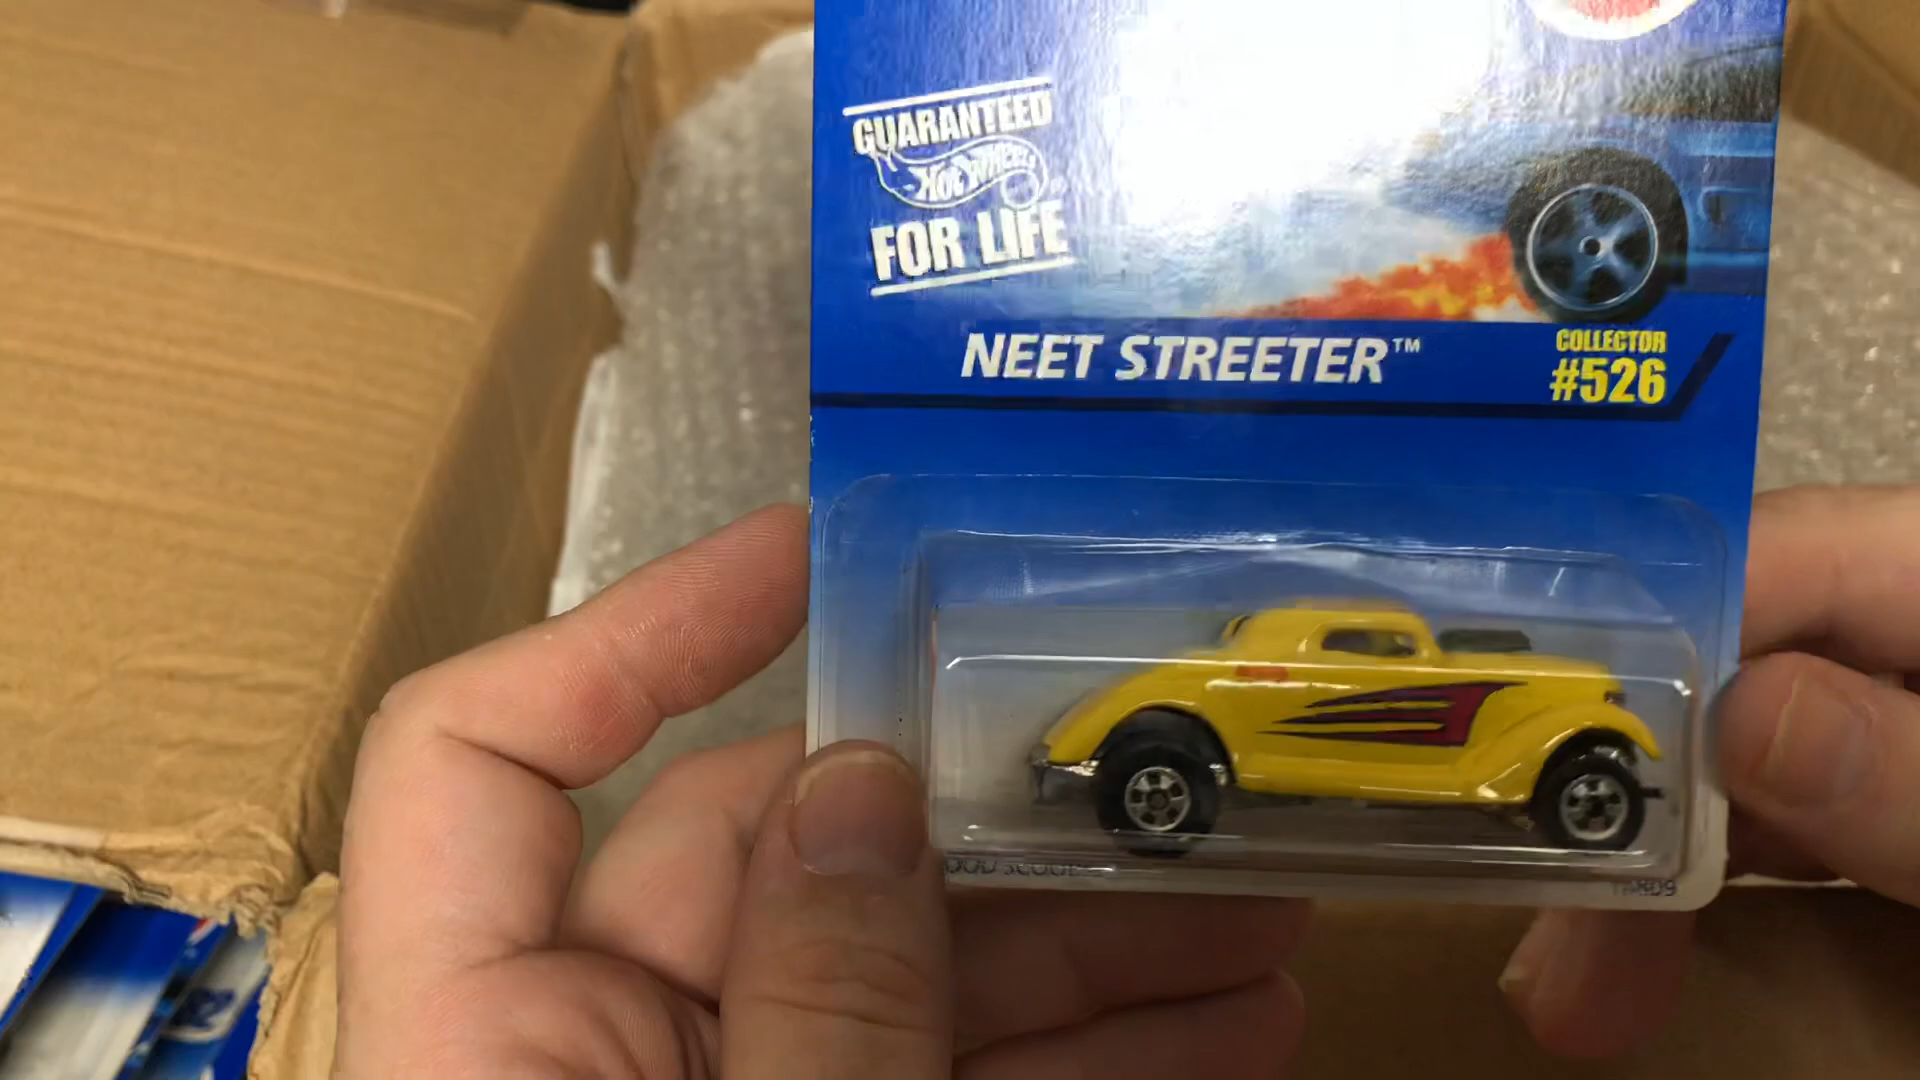 GUARANTEED
Hot Wheels
FOR LIFE
NEET STREETER™
COLLECTOR
#526